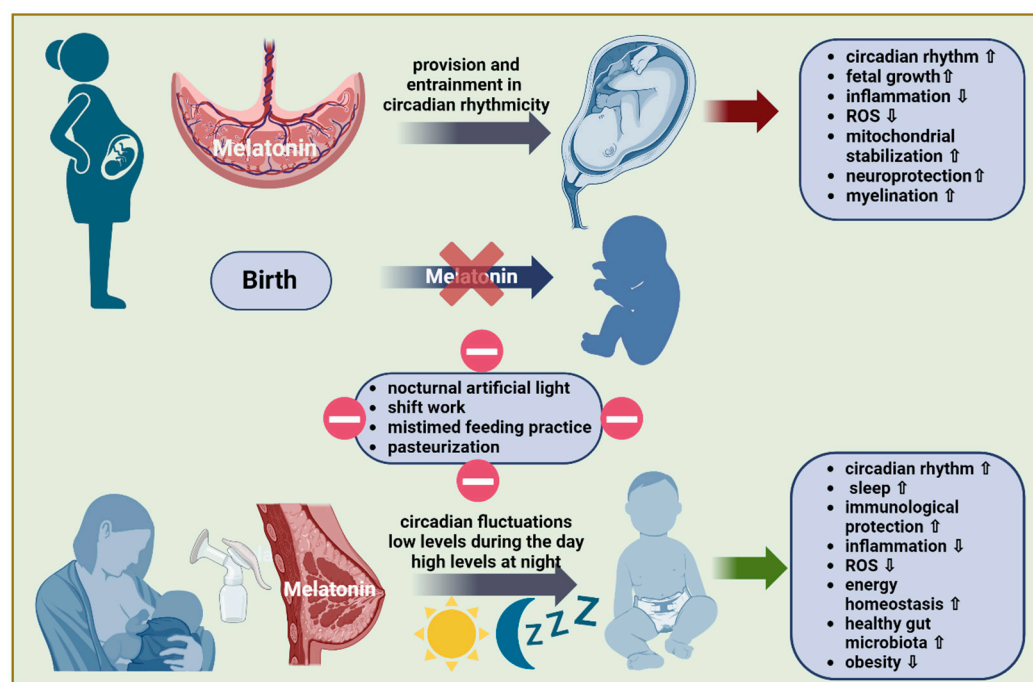 provision and
entrainment in
circadian rhythmicity
Melatonin
• circadian rhythm ⇧
• fetal growth⇧
• inflammation ⇩
• ROS ⇩
• mitochondrial
stabilization ⇧
• neuroprotection⇧
• myelination ⇧
Birth
Melatonin
• nocturnal artificial light
• shift work
• mistimed feeding practice
• pasteurization
circadian fluctuations
low levels during the day
high levels at night
Melatonin
zZZZ
• circadian rhythm ⇧
• sleep ⇧
• immunological
protection ⇧
• inflammation ⇩
• ROS ⇩
• energy
homeostasis ⇧
• healthy gut
microbiota ⇧
• obesity ⇩